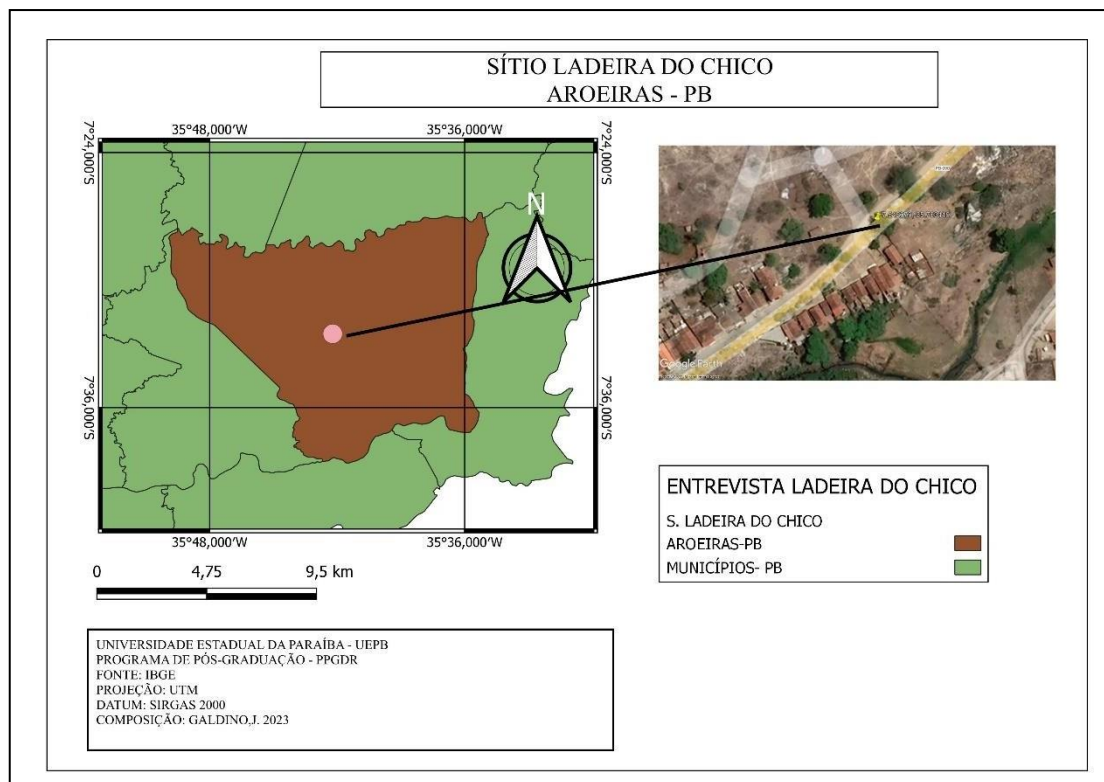 SÍTIO LADEIRA DO CHICO
AROEIRAS - PB
35°48,000'W
35°36,000'W
7°24,000'S
7°24,000'S
N
7°36,000'S
7°36,000'S
35°48,000'W
35°36,000'W
Google Earth
0 4,75 9,5 km
ENTREVISTA LADEIRA DO CHICO
S. LADEIRA DO CHICO
AROEIRAS-PB
MUNICÍPIOS- PB
UNIVERSIDADE ESTADUAL DA PARAÍBA - UEPB
PROGRAMA DE PÓS-GRADUAÇÃO - PPGDR
FONTE: IBGE
PROJEÇÃO: UTM
DATUM: SIRGAS 2000
COMPOSIÇÃO: GALDINO,J. 2023